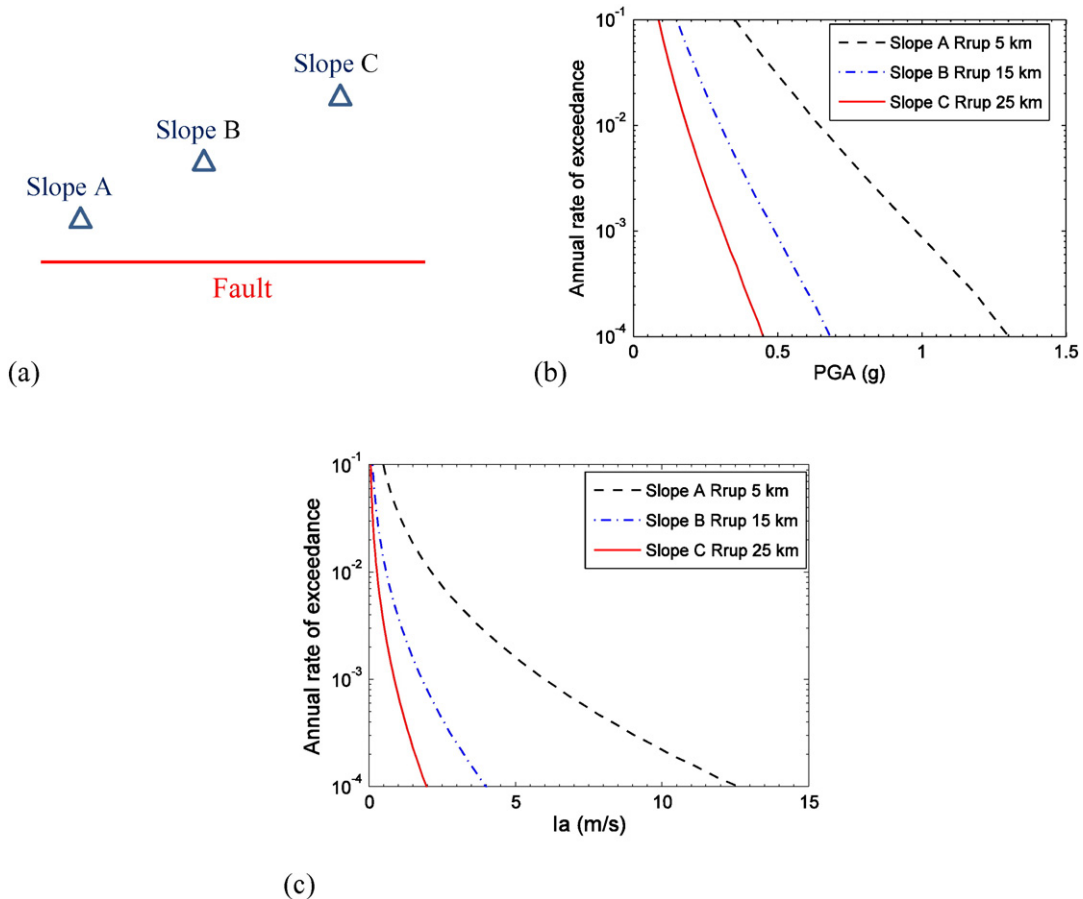 Slope C
Slope B
Slope A
Fault
(a)
Annual rate of exceedance
10-1
10-2
10-3
10-4
0
0.5
1
1.5
PGA (g)
Slope A Rrup 5 km
Slope B Rrup 15 km
Slope C Rrup 25 km
(b)
Annual rate of exceedance
10-1
10-2
10-3
10-4
0
5
10
15
Ia (m/s)
Slope A Rrup 5 km
Slope B Rrup 15 km
Slope C Rrup 25 km
(c)